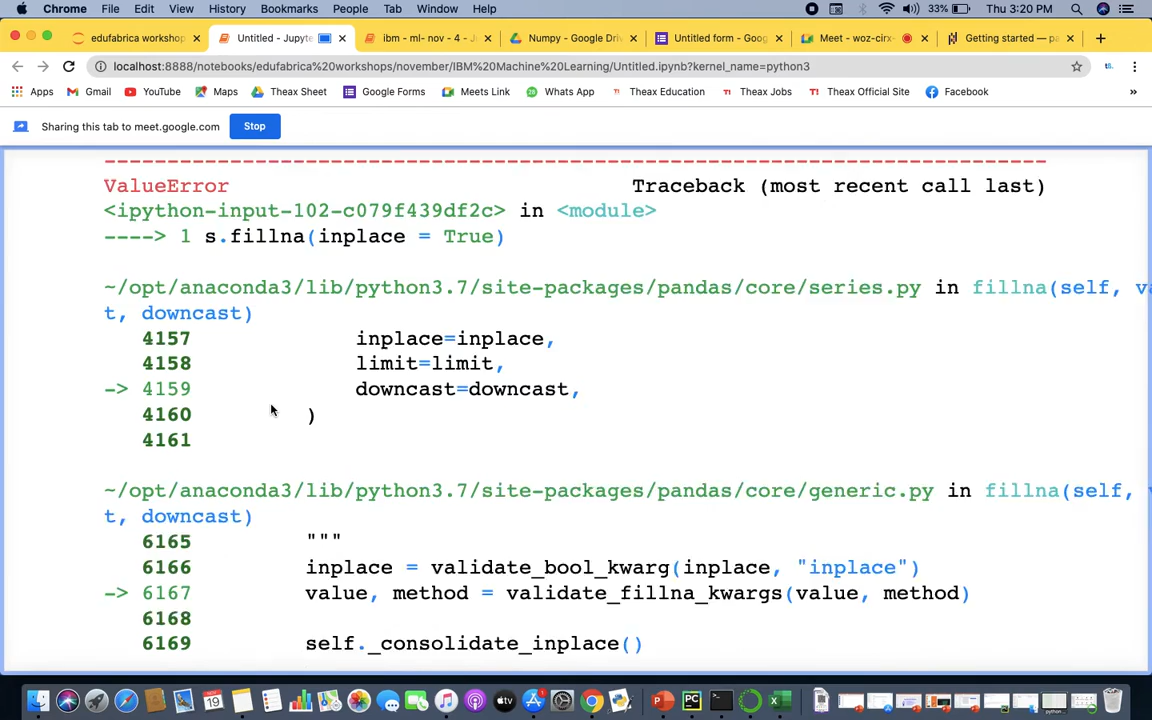 Chrome File Edit View History Bookmarks People Tab Window Help 33% Thu 3:20 PM
edufabrica workshop Untitled - Jupyte ibm - ml- nov - 4 - J Numpy - Google Dri Untitled form - Goog Meet - woz-cirx- Getting started — pa
localhost:8888/notebooks/edufabrica%20workshops/november/IBM%20Machine%20Learning/Untitled.ipynb?kernel_name=python3
Apps Gmail YouTube Maps Theax Sheet Google Forms Meets Link Whats App Theax Education Theax Jobs Theax Official Site Facebook »
Sharing this tab to meet.google.com Stop
---------------------------------------------------------------------------
ValueError Traceback (most recent call last)
<ipython-input-102-c079f439df2c> in <module>
----> 1 s.fillna(inplace = True)
~/opt/anaconda3/lib/python3.7/site-packages/pandas/core/series.py in fillna(self, va
t, downcast)
4157 inplace=inplace,
4158 limit=limit,
-> 4159 downcast=downcast,
4160 )
4161
~/opt/anaconda3/lib/python3.7/site-packages/pandas/core/generic.py in fillna(self, v
t, downcast)
6165 """
6166 inplace = validate_bool_kwarg(inplace, "inplace")
-> 6167 value, method = validate_fillna_kwargs(value, method)
6168
6169 self._consolidate_inplace()